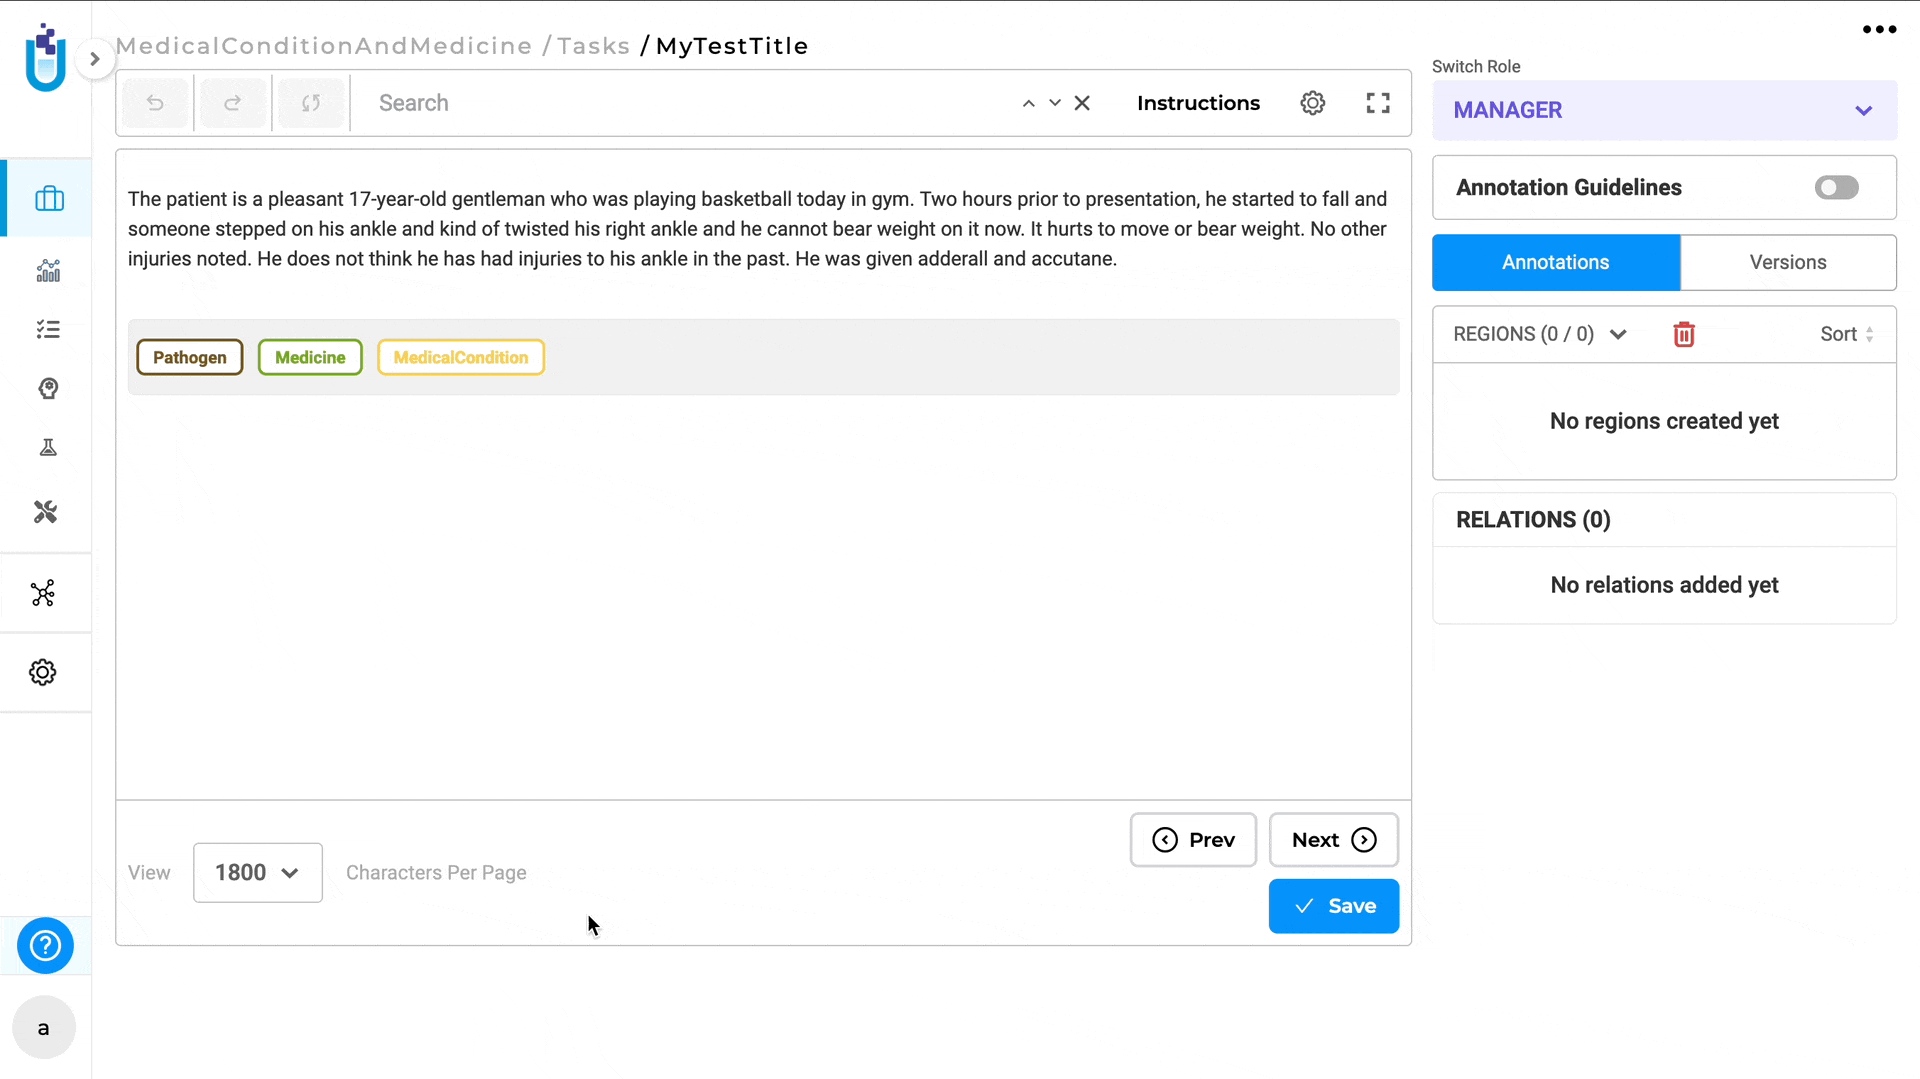 MedicalConditionAndMedicine / Tasks / MyTestTitle
Search
Instructions
The patient is a pleasant 17-year-old gentleman who was playing basketball today in gym. Two hours prior to presentation, he started to fall and
someone stepped on his ankle and kind of twisted his right ankle and he cannot bear weight on it now. It hurts to move or bear weight. No other
injuries noted. He does not think he has had injuries to his ankle in the past. He was given adderall and accutane.
Pathogen
Medicine
MedicalCondition
View
1800
Characters Per Page
Prev
Next
Save
Switch Role
MANAGER
Annotation Guidelines
Annotations
Versions
REGIONS (0 / 0)
Sort
No regions created yet
RELATIONS (0)
No relations added yet
a